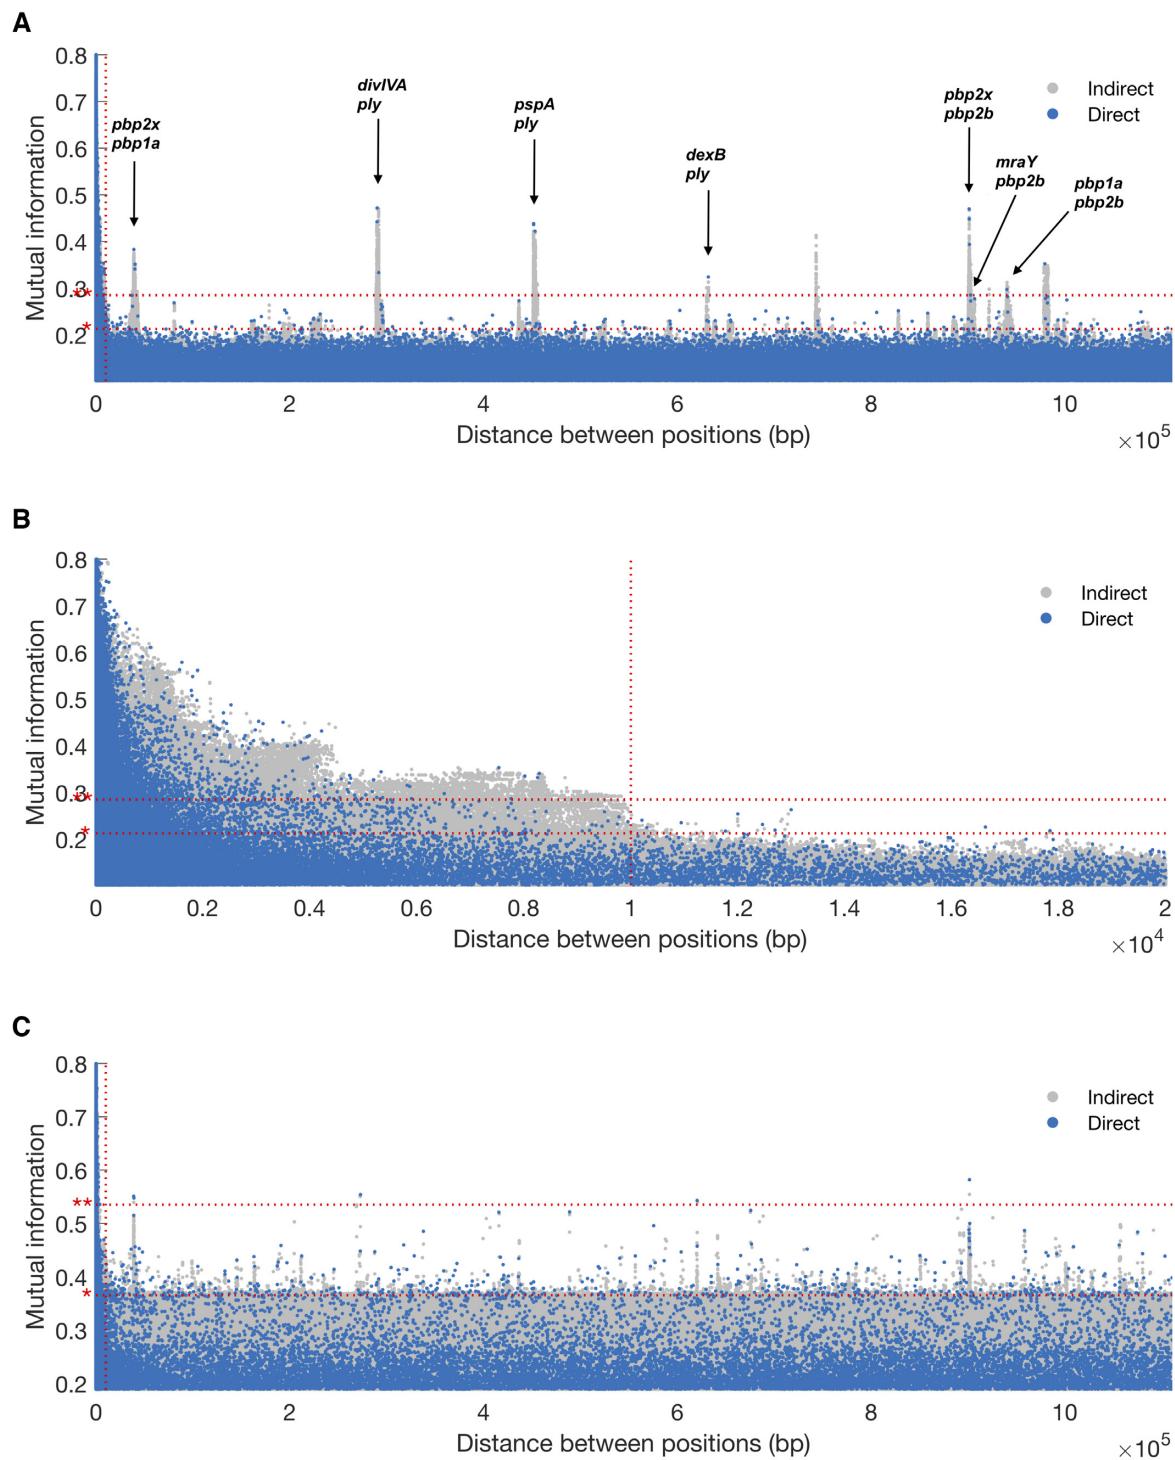 A
0.8
0.7
0.6
0.5
0.4
0.3
0.2
**
*
Mutual information
pbp2x
pbp1a
divIVA
ply
pspA
ply
dexB
ply
pbp2x
pbp2b
mraY
pbp2b
pbp1a
pbp2b
Indirect
Direct
0 2 4 6 8 10
Distance between positions (bp)
×10⁵
B
0.8
0.7
0.6
0.5
0.4
0.3
0.2
**
*
Mutual information
Indirect
Direct
0 0.2 0.4 0.6 0.8 1 1.2 1.4 1.6 1.8 2
Distance between positions (bp)
×10⁴
C
0.8
0.7
0.6
0.5
0.4
0.3
0.2
**
*
Mutual information
Indirect
Direct
0 2 4 6 8 10
Distance between positions (bp)
×10⁵